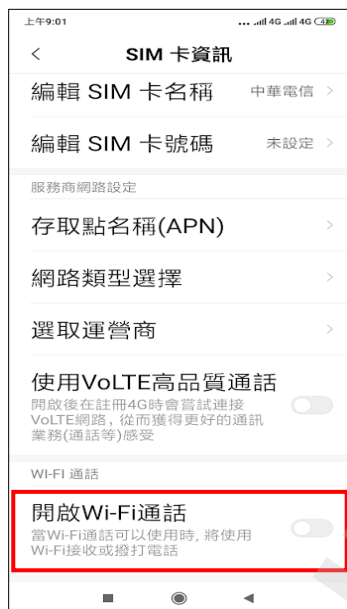 上午9:01
... 4G 4G
SIM 卡資訊
編輯 SIM 卡名稱 中華電信
編輯 SIM 卡號碼 未設定
服務商網路設定
存取點名稱(APN)
網路類型選擇
選取運營商
使用VoLTE高品質通話
開啟後在註冊4G時會嘗試連接
VoLTE網路, 從而獲得更好的通訊
業務(通話等)感受
WI-FI 通話
開啟Wi-Fi通話
當Wi-Fi通話可以使用時, 將使用
Wi-Fi接收或撥打電話